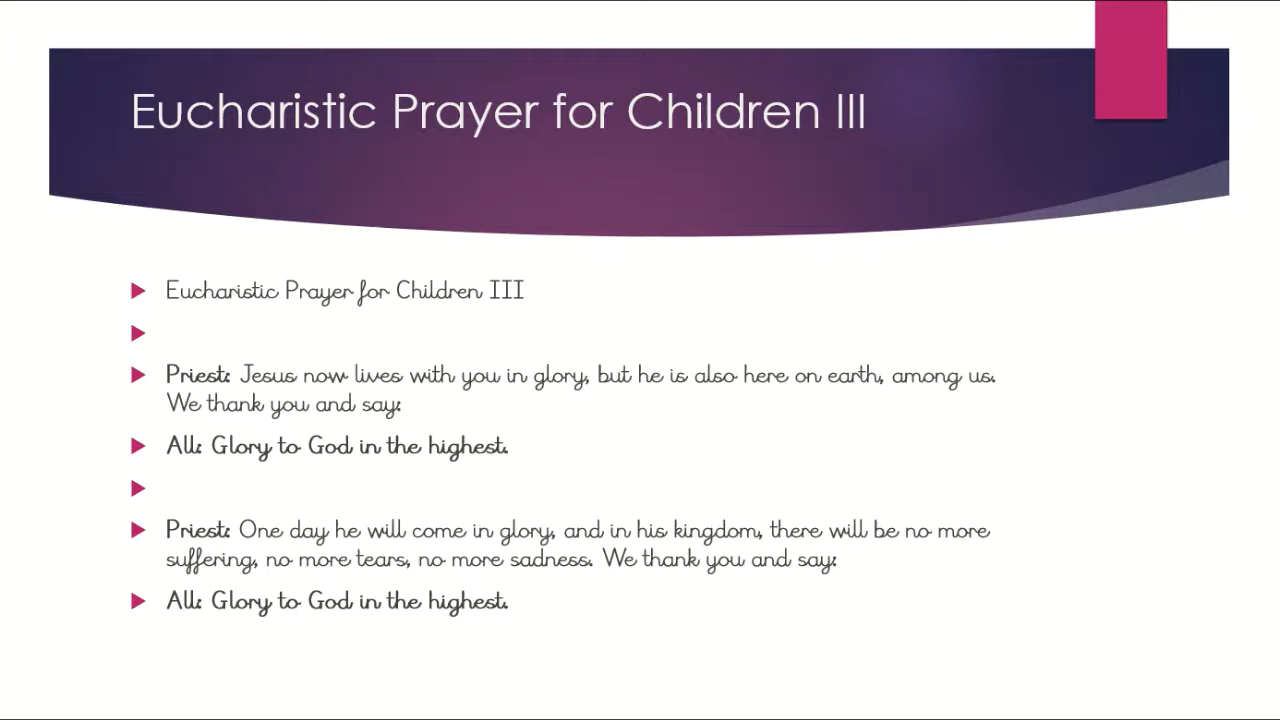 Eucharistic Prayer for Children III
Eucharistic Prayer for Children III
Priest: Jesus now lives with you in glory, but he is also here on earth, among us.
We thank you and say:
All: Glory to God in the highest.
Priest: One day he will come in glory, and in his kingdom, there will be no more
suffering, no more tears, no more sadness. We thank you and say:
All: Glory to God in the highest.